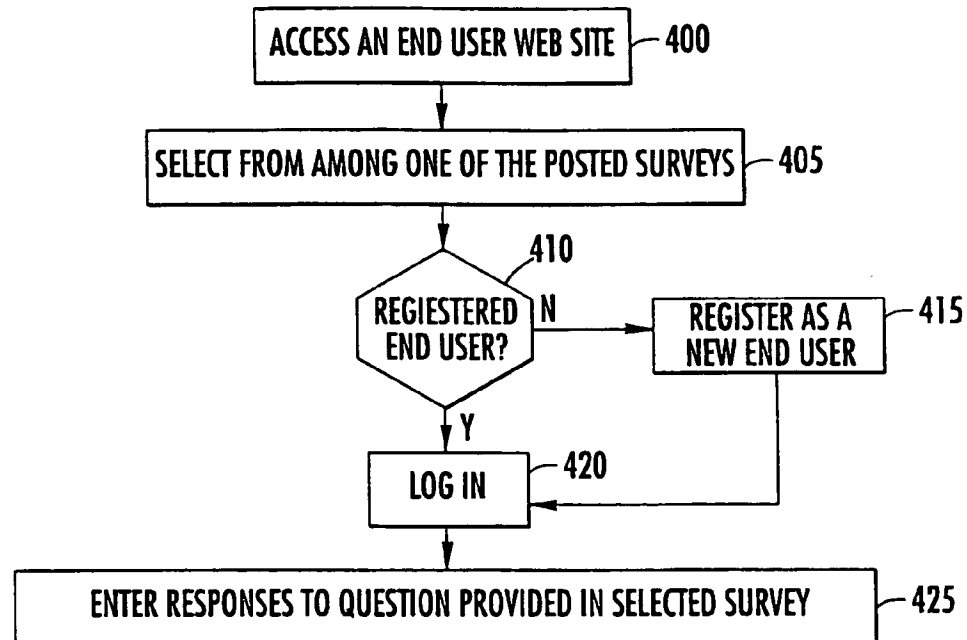 ACCESS AN END USER WEB SITE
400
SELECT FROM AMONG ONE OF THE POSTED SURVEYS
405
410
REGIESTERED
END USER?
N
REGISTER AS A
NEW END USER
415
Y
LOG IN
420
ENTER RESPONSES TO QUESTION PROVIDED IN SELECTED SURVEY
425